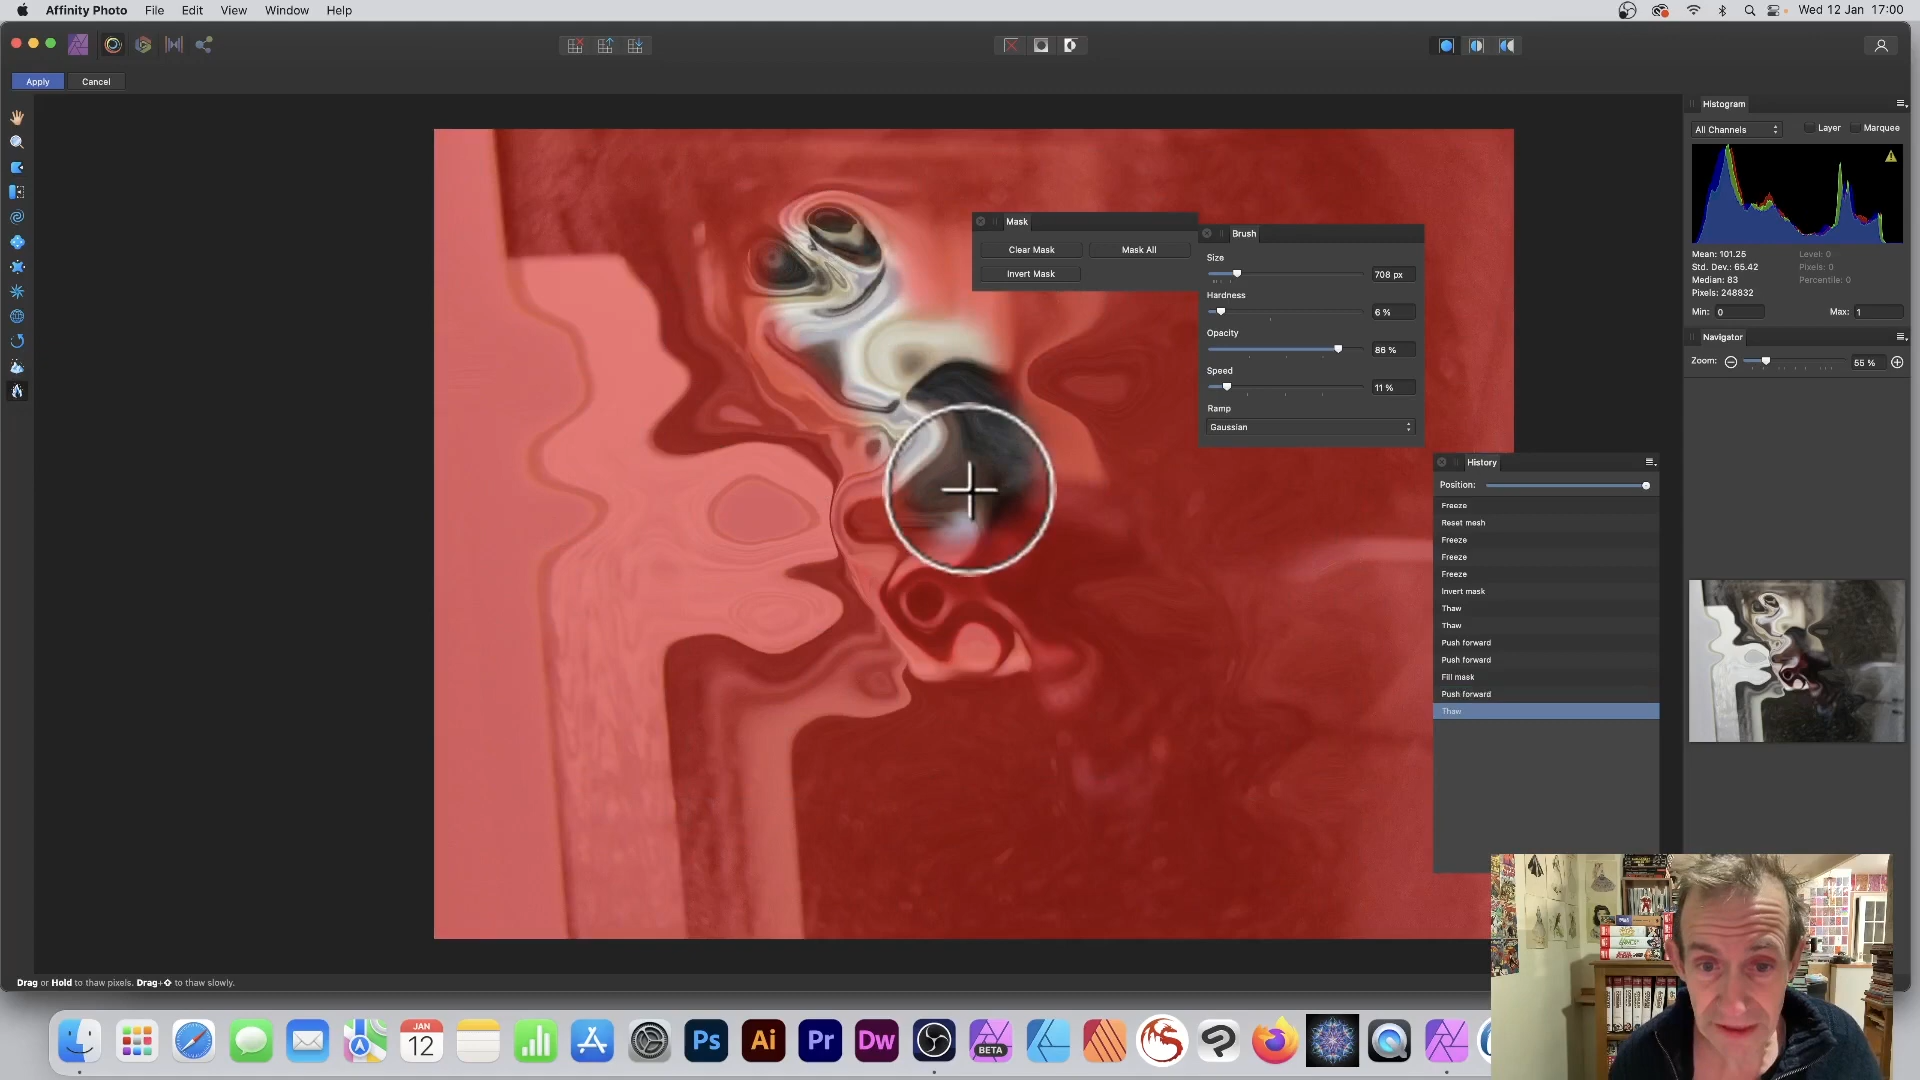 Affinity Photo File Edit View Window Help
Wed 12 Jan 17:00
Apply Cancel
Histogram
All Channels Layer Marquee
Mean: 101.25 Level: 0
Std. Dev.: 65.42 Pixels: 0
Median: 83 Percentile: 0
Pixels: 248832
Min: 0 Max: 1
Navigator
Zoom: 55 %
Mask
Clear Mask Mask All
Invert Mask
Brush
Size
708 px
Hardness
6 %
Opacity
86 %
Speed
11 %
Ramp
Gaussian
History
Position:
Freeze
Reset mesh
Freeze
Freeze
Freeze
Invert mask
Thaw
Thaw
Push forward
Push forward
Fill mask
Push forward
Thaw
Drag or Hold to thaw pixels. Drag+⇧ to thaw slowly.
JAN
12
Ps Ai Pr Dw
BETA